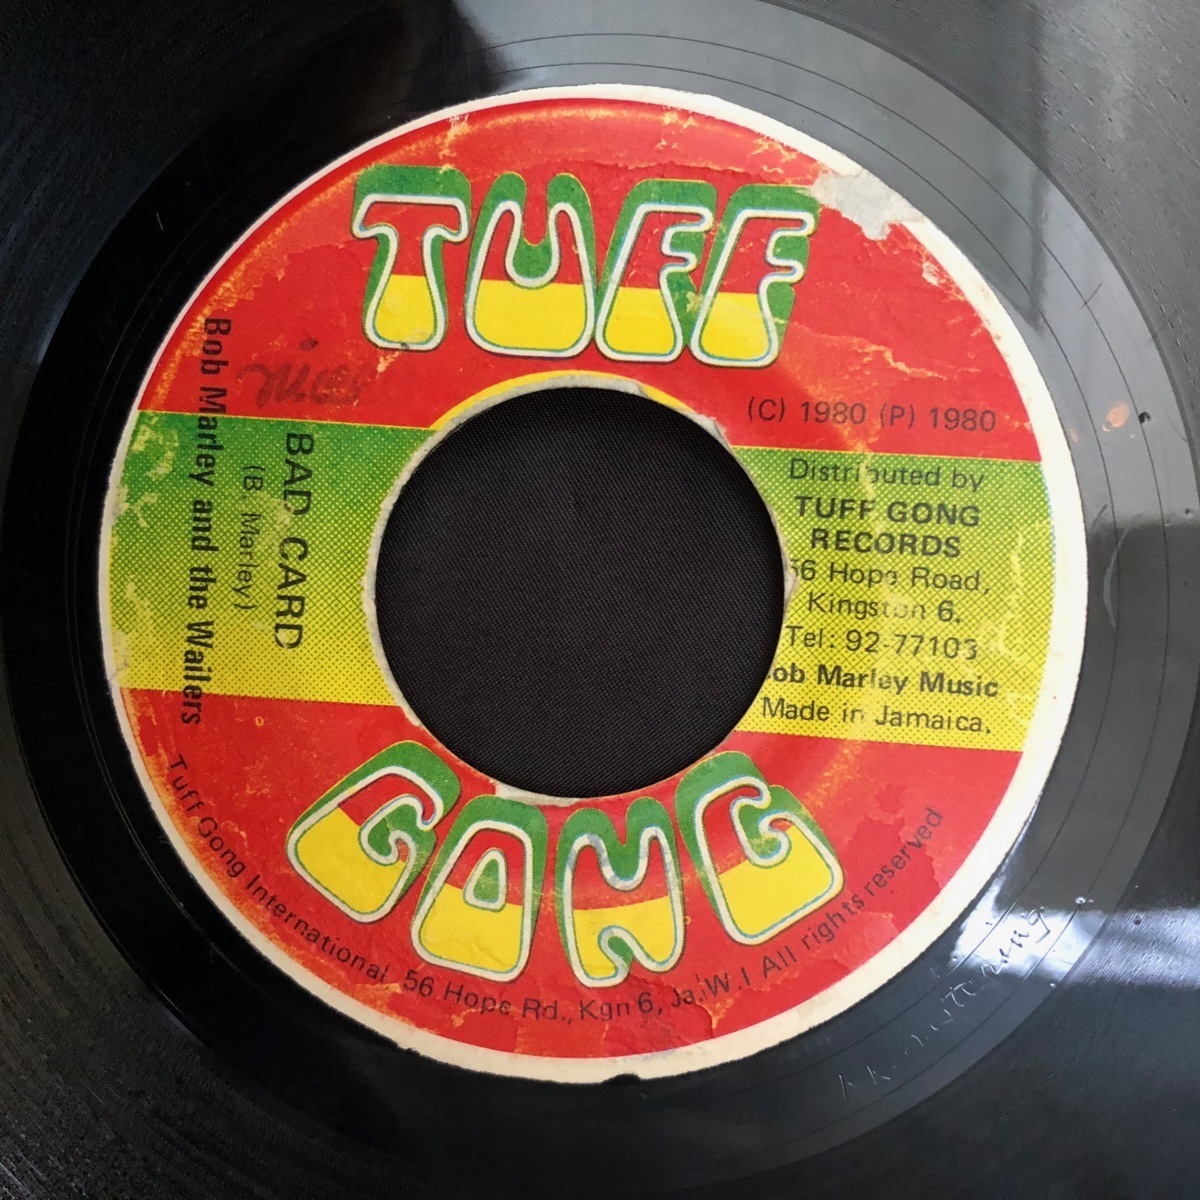 TUFF
(C) 1980 (P) 1980
Distributed by
TUFF GONG
RECORDS
56 Hope Road,
Kingston 6.
Tel: 92-77103
Bob Marley Music
Made in Jamaica.
nice
BAD CARD
(B. Marley)
Bob Marley and the Wailers
GONG
Tuff Gong International 56 Hope Rd., Kgn 6, Ja. W.I All rights reserved